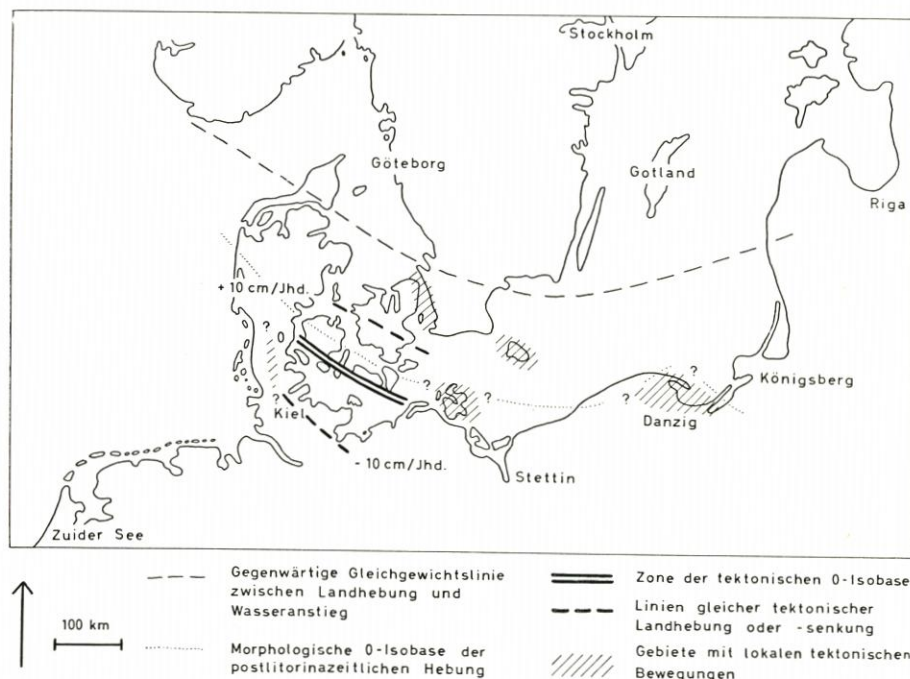 Stockholm
Göteborg
Gotland
Riga
+ 10 cm/Jhd.
?
?
Kiel
- 10 cm/Jhd.
?
?
?
?
Königsberg
Danzig
Stettin
Zuider See
100 km
Gegenwärtige Gleichgewichtslinie
zwischen Landhebung und
Wasseranstieg
Morphologische 0-Isobase der
postlitorinazeitlichen Hebung
Zone der tektonischen 0-Isobase
Linien gleicher tektonischer
Landhebung oder -senkung
Gebiete mit lokalen tektonischen
Bewegungen